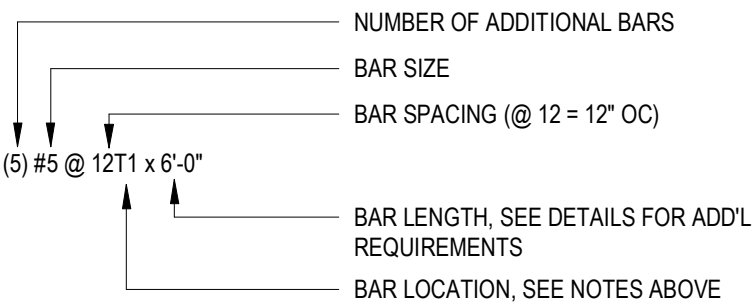 NUMBER OF ADDITIONAL BARS
BAR SIZE
BAR SPACING (@ 12 = 12" OC)
(5) #5 @ 12T1 x 6'-0"
BAR LENGTH, SEE DETAILS FOR ADD'L
REQUIREMENTS
BAR LOCATION, SEE NOTES ABOVE